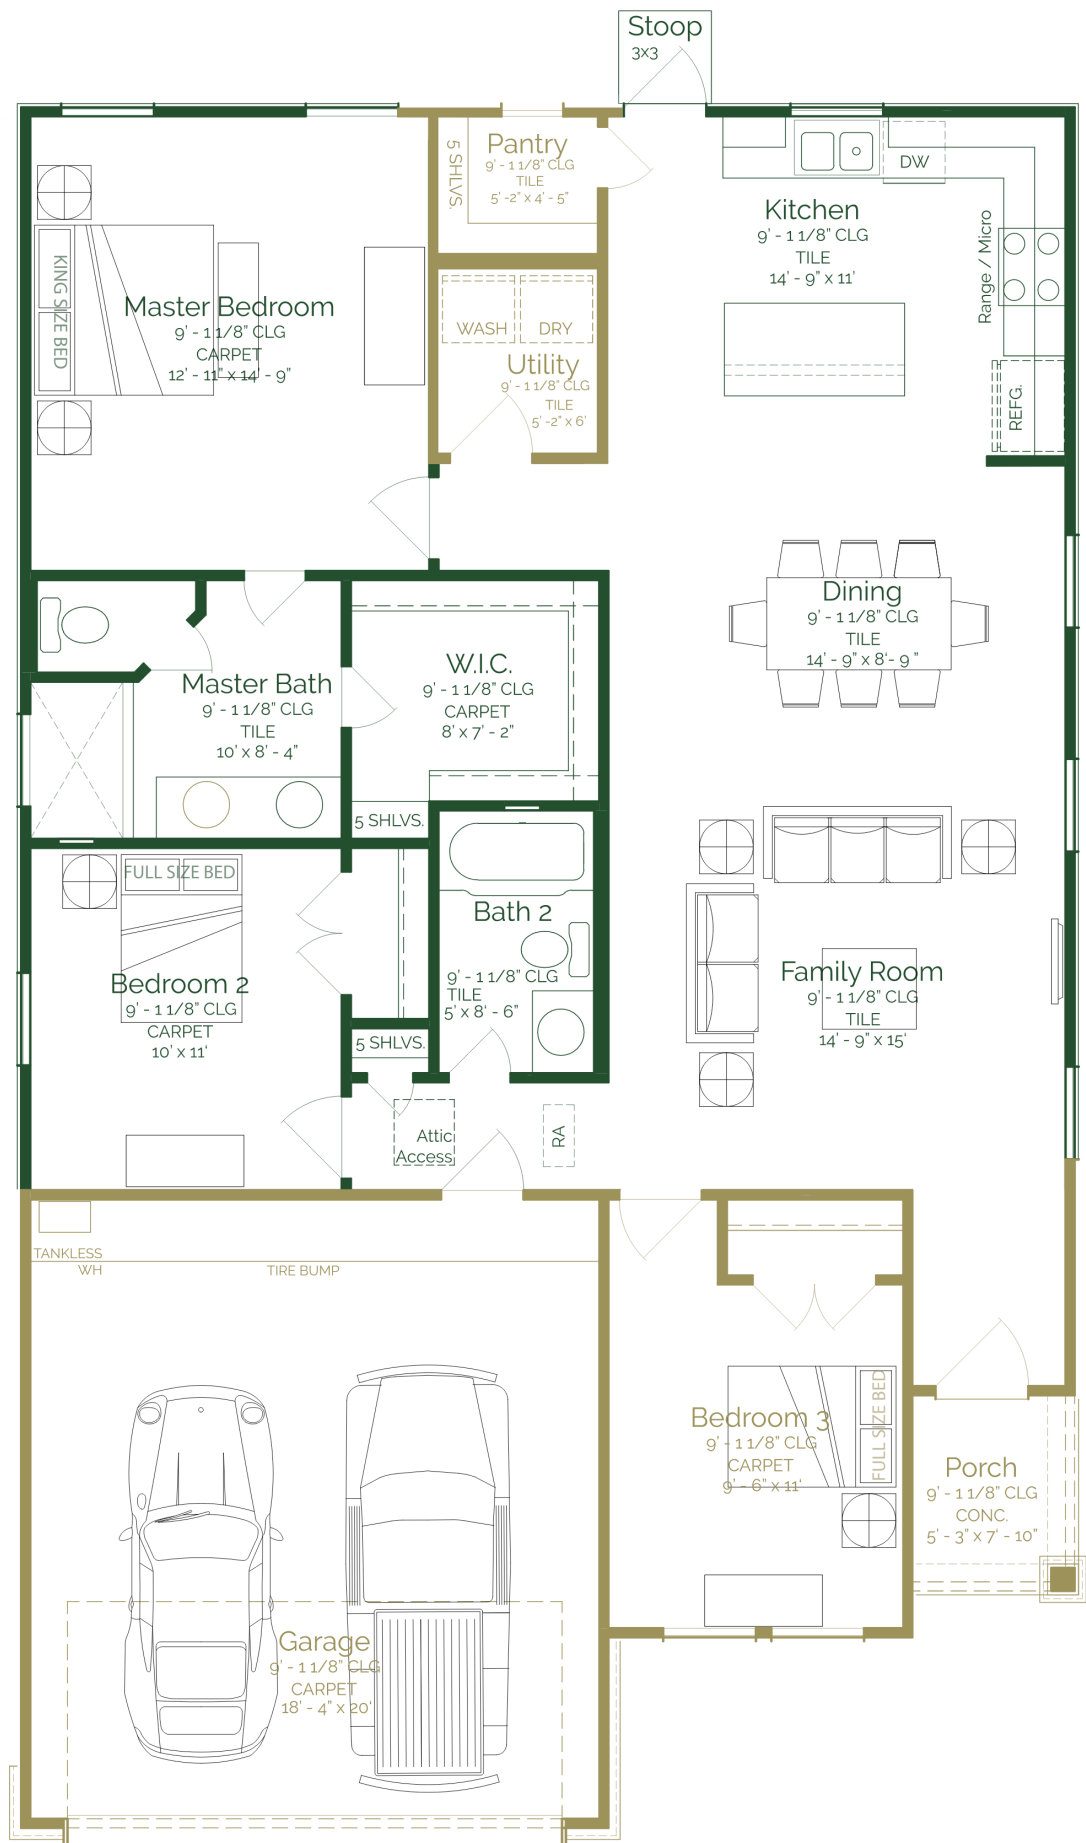 Stoop
3x3
Pantry
9' - 1 1/8" CLG
TILE
5' -2" x 4' - 5"
5 SHLVS.
DW
Kitchen
9' - 1 1/8" CLG
TILE
14' - 9" x 11'
Range / Micro
REFG.
KING SIZE BED
Master Bedroom
9' - 1 1/8" CLG
CARPET
12' - 11" x 14' - 9"
WASH
DRY
Utility
9' - 1 1/8" CLG
TILE
5' -2" x 6'
Dining
9' - 1 1/8" CLG
TILE
14' - 9" x 8'- 9 "
Master Bath
9' - 1 1/8" CLG
TILE
10' x 8' - 4"
W.I.C.
9' - 1 1/8" CLG
CARPET
8' x 7' - 2"
5 SHLVS.
FULL SIZE BED
Bedroom 2
9' - 1 1/8" CLG
CARPET
10' x 11'
Bath 2
9' - 1 1/8" CLG
TILE
5' x 8' - 6"
5 SHLVS.
Family Room
9' - 1 1/8" CLG
TILE
14' - 9" x 15'
Attic
Access
RA
TANKLESS
WH
TIRE BUMP
Bedroom 3
9' - 1 1/8" CLG
CARPET
9' - 6" x 11'
FULL SIZE BED
Porch
9' - 1 1/8" CLG
CONC.
5' - 3" x 7' - 10"
Garage
9' - 1 1/8" CLG
CARPET
18' - 4" x 20'